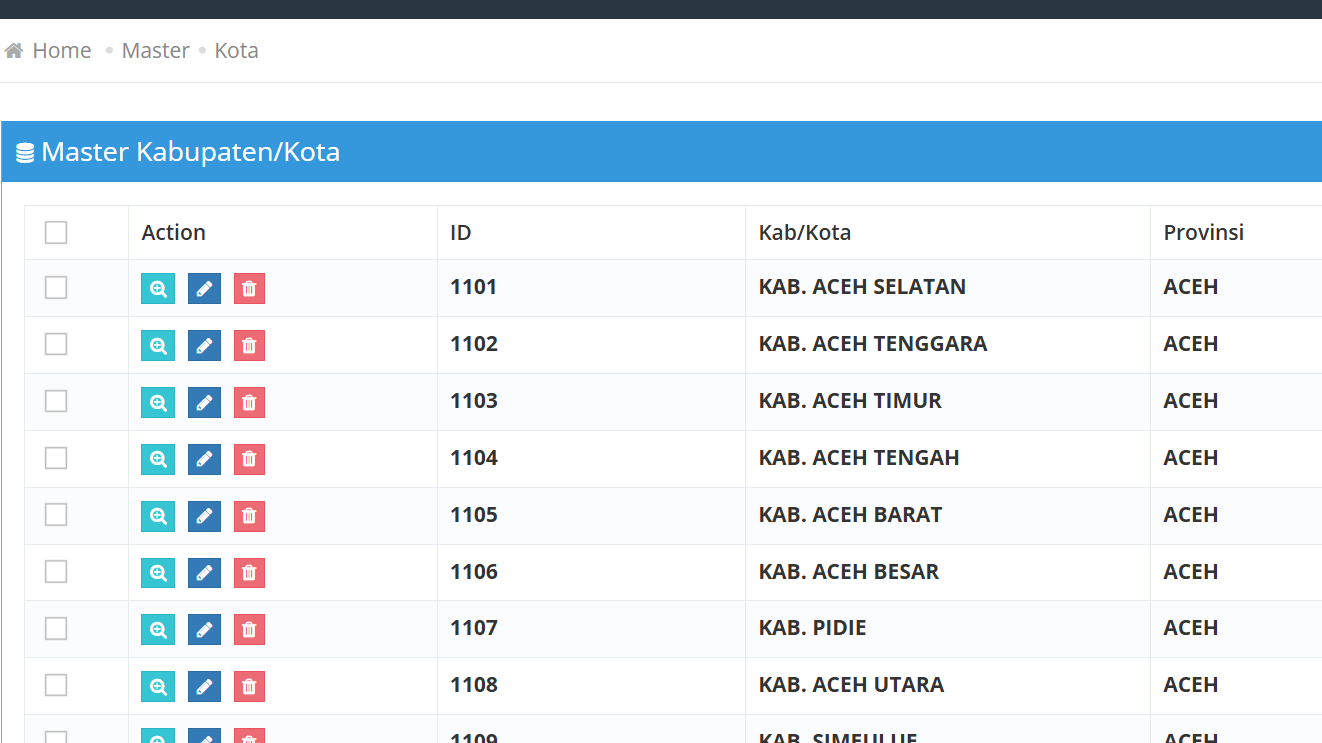 Home Master Kota
Master Kabupaten/Kota
Action ID Kab/Kota Provinsi
1101 KAB. ACEH SELATAN ACEH
1102 KAB. ACEH TENGGARA ACEH
1103 KAB. ACEH TIMUR ACEH
1104 KAB. ACEH TENGAH ACEH
1105 KAB. ACEH BARAT ACEH
1106 KAB. ACEH BESAR ACEH
1107 KAB. PIDIE ACEH
1108 KAB. ACEH UTARA ACEH
1109 KAB. SIMEULUE ACEH